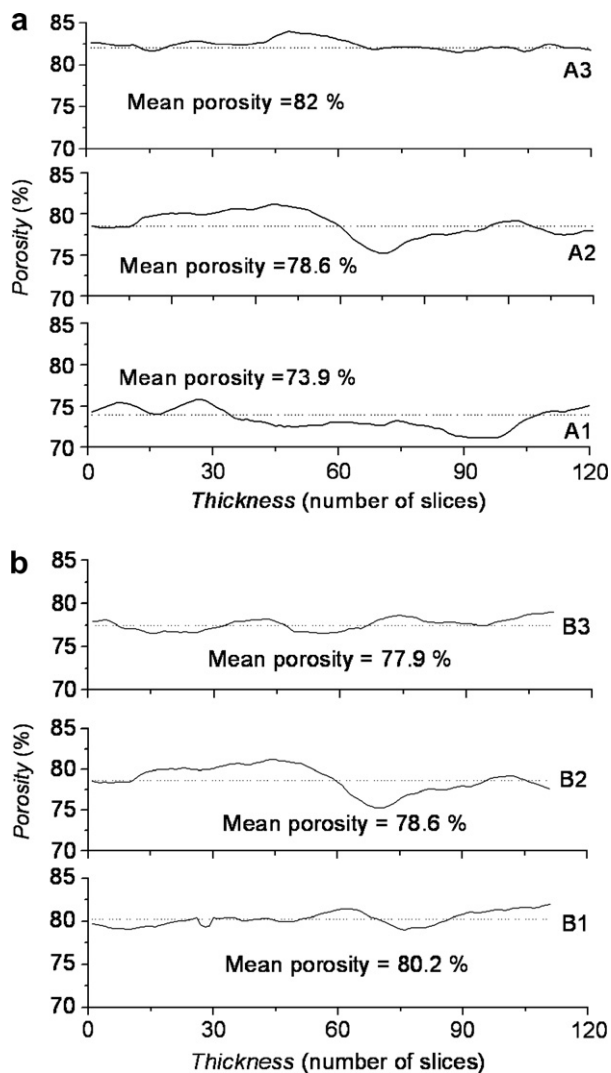 a
85
80
75
70
A3
Mean porosity =82 %
85
80
75
70
A2
Mean porosity =78.6 %
Porosity (%)
85
80
75
70
A1
Mean porosity =73.9 %
0 30 60 90 120
Thickness (number of slices)
b
85
80
75
70
B3
Mean porosity = 77.9 %
85
80
75
70
B2
Mean porosity = 78.6 %
Porosity (%)
85
80
75
70
B1
Mean porosity = 80.2 %
0 30 60 90 120
Thickness (number of slices)